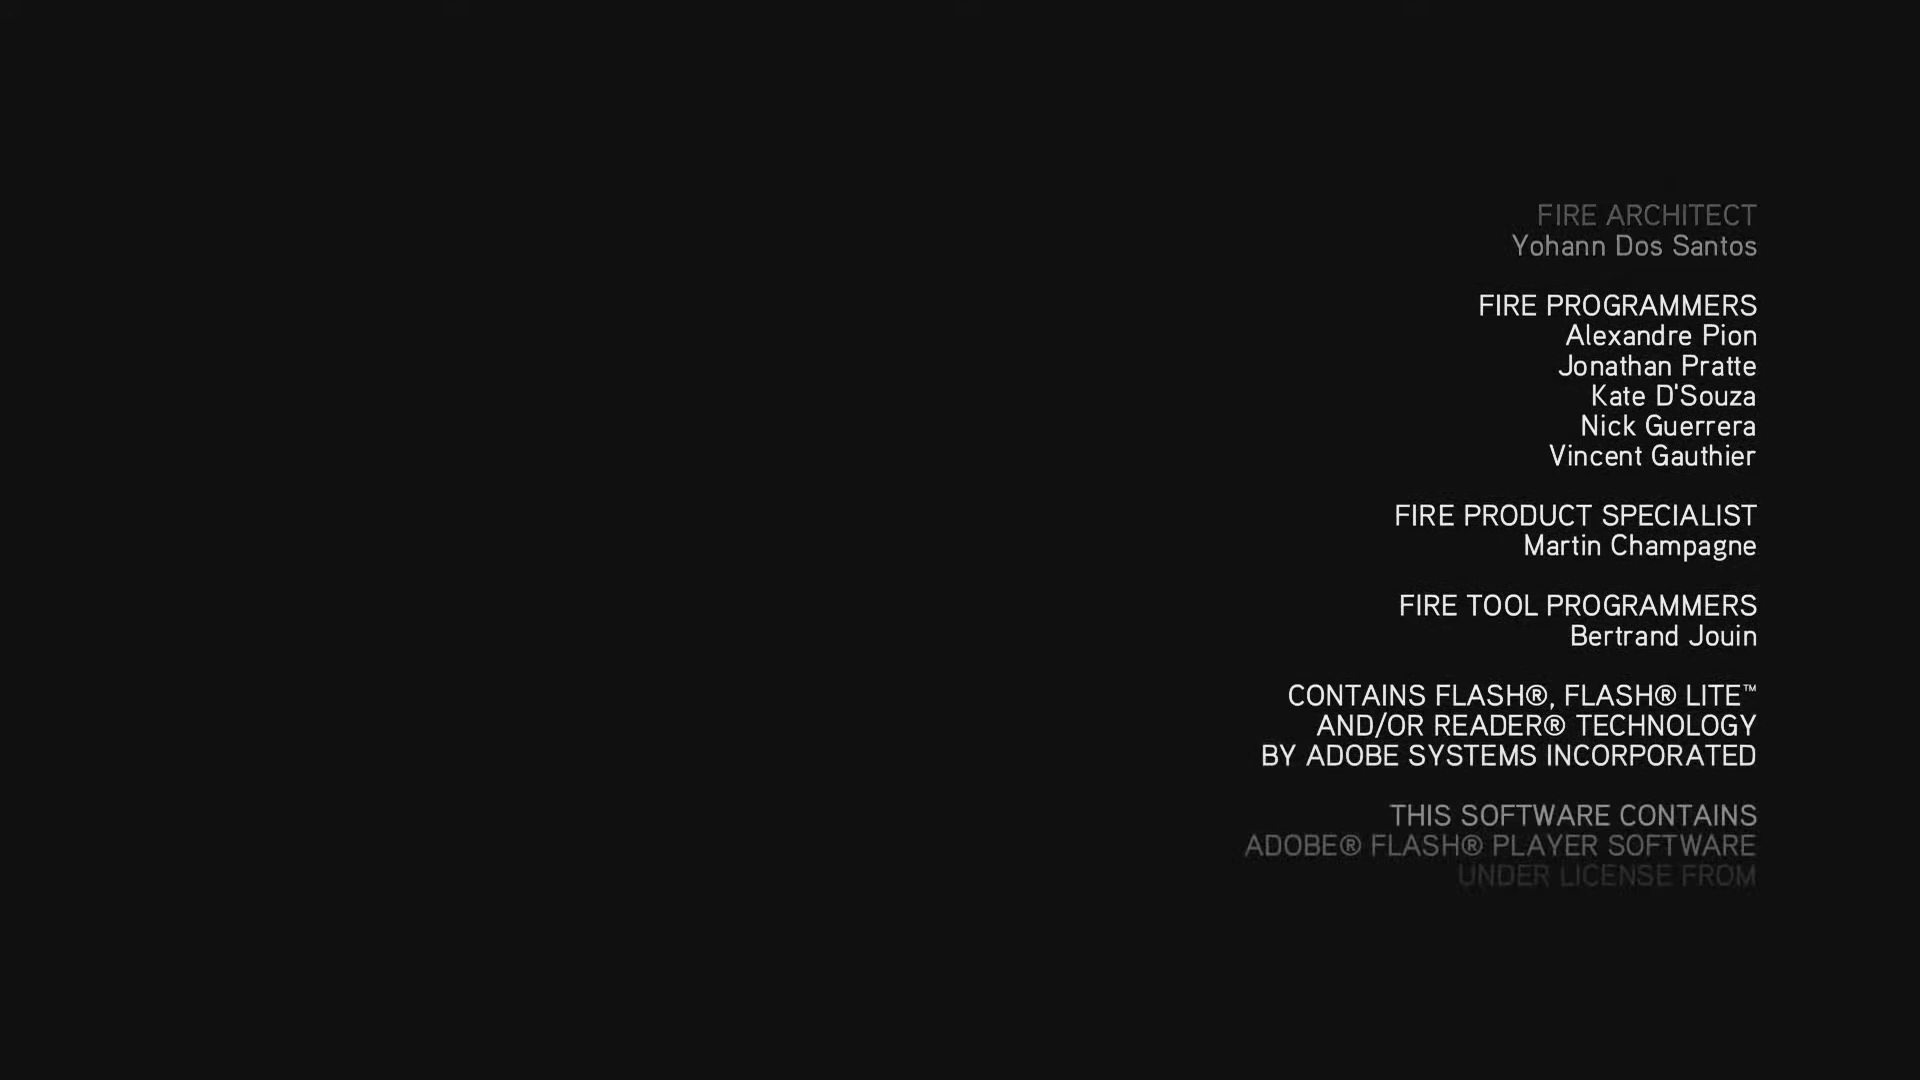 FIRE ARCHITECT
Yohann Dos Santos
FIRE PROGRAMMERS
Alexandre Pion
Jonathan Pratte
Kate D'Souza
Nick Guerrera
Vincent Gauthier
FIRE PRODUCT SPECIALIST
Martin Champagne
FIRE TOOL PROGRAMMERS
Bertrand Jouin
CONTAINS FLASH®, FLASH® LITE™
AND/OR READER® TECHNOLOGY
BY ADOBE SYSTEMS INCORPORATED
THIS SOFTWARE CONTAINS
ADOBE® FLASH® PLAYER SOFTWARE
UNDER LICENSE FROM